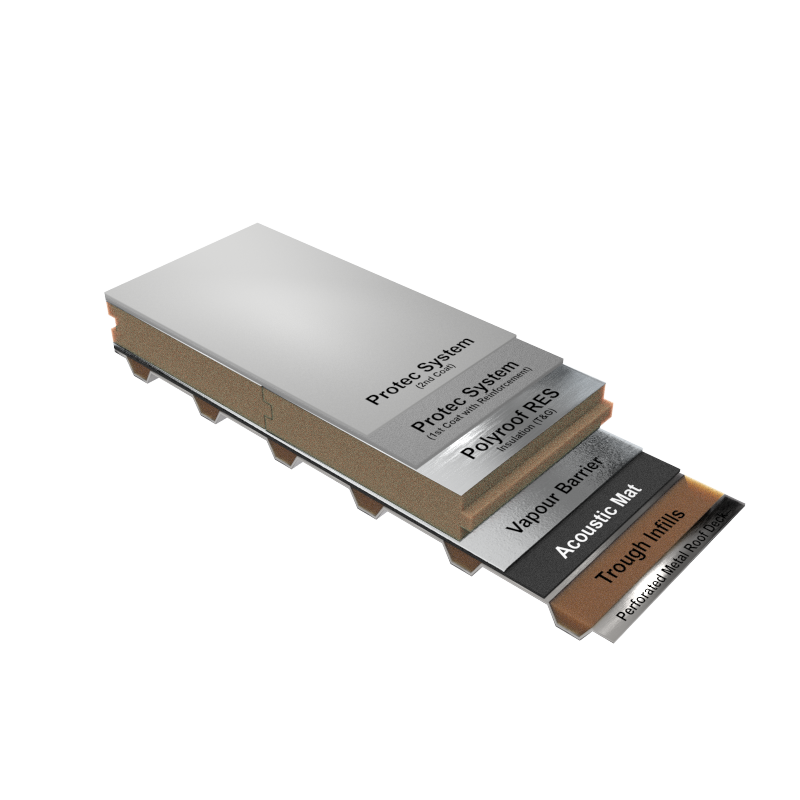 Protec System
(2nd Coat)
Protec System
(1st Coat with Reinforcement)
Polyroof RES
Insulation (T&G)
Vapour Barrier
Acoustic Mat
Trough Infills
Perforated Metal Roof Deck